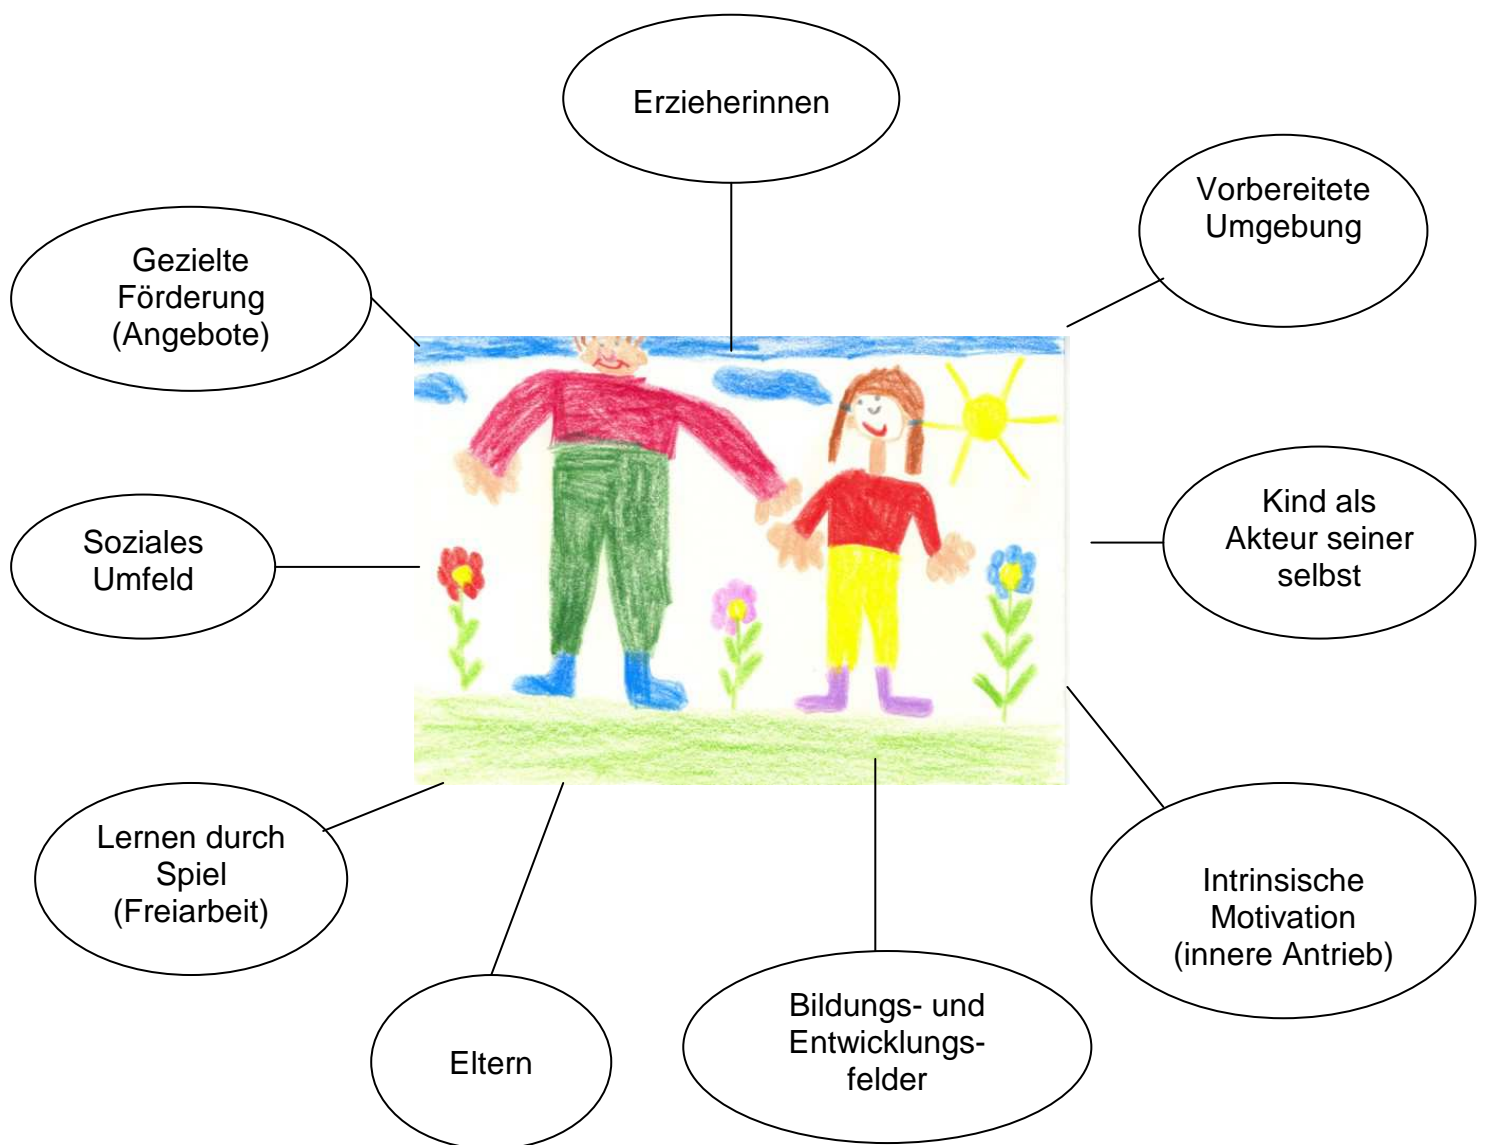 Erzieherinnen
Vorbereitete
Umgebung
Gezielte
Förderung
(Angebote)
Kind als
Akteur seiner
selbst
Soziales
Umfeld
Lernen durch
Spiel
(Freiarbeit)
Intrinsische
Motivation
(innere Antrieb)
Bildungs- und
Entwicklungs-
felder
Eltern